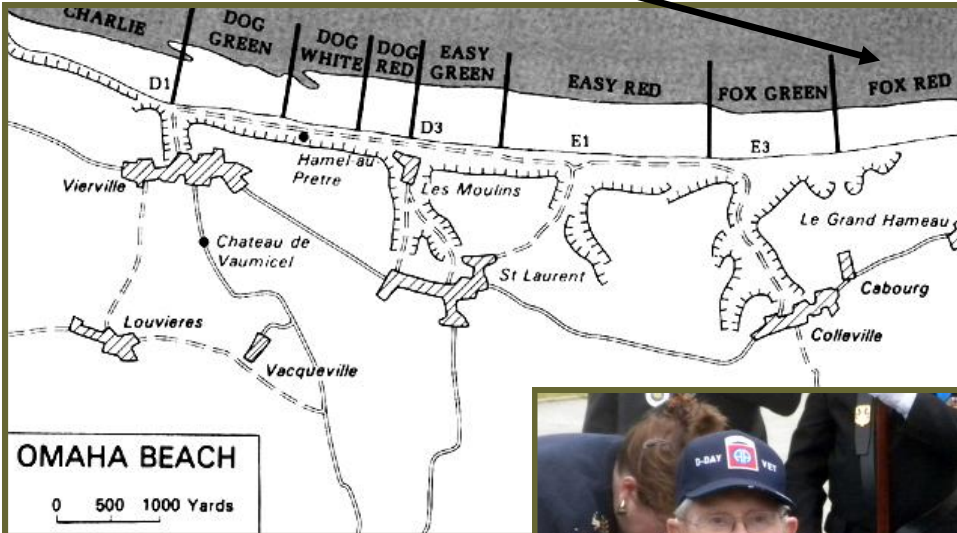 CHARLIE
DOG
GREEN
DOG
WHITE
DOG
RED
EASY
GREEN
EASY RED
FOX GREEN
FOX RED
D1
D3
E1
E3
Hamel-au
Pretre
Les Moulins
Vierville
Chateau de
Vaumicel
St Laurent
Le Grand Hameau
Cabourg
Colleville
Louvieres
Vacqueville
OMAHA BEACH
0 500 1000 Yards
D-DAY VET
AA